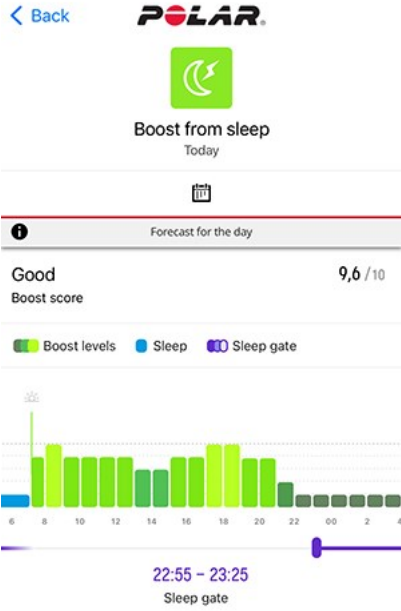 Back
POLAR
Boost from sleep
Today
Forecast for the day
Good
9,6 /10
Boost score
Boost levels
Sleep
Sleep gate
6 8 10 12 14 16 18 20 22 00 2 4
22:55 – 23:25
Sleep gate